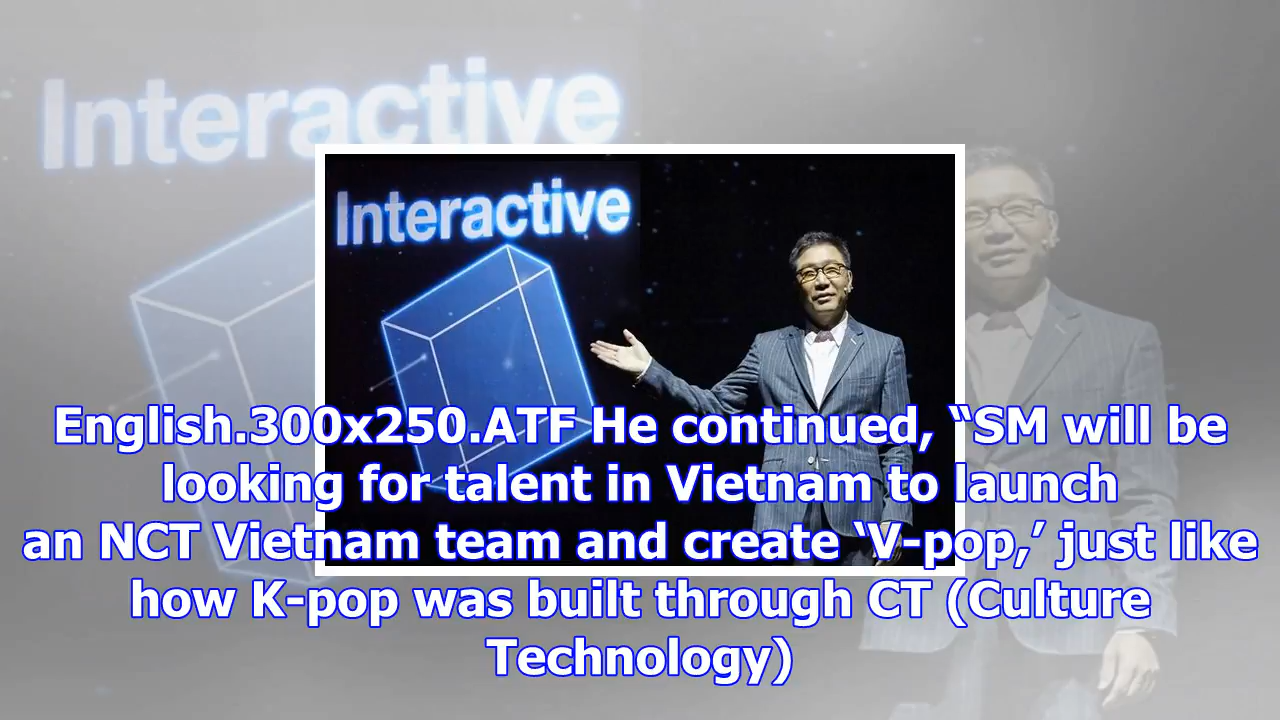 Interactive
Interactive
English.300x250.ATF He continued, “SM will be
looking for talent in Vietnam to launch
an NCT Vietnam team and create ‘V-pop,’ just like
how K-pop was built through CT (Culture
Technology)